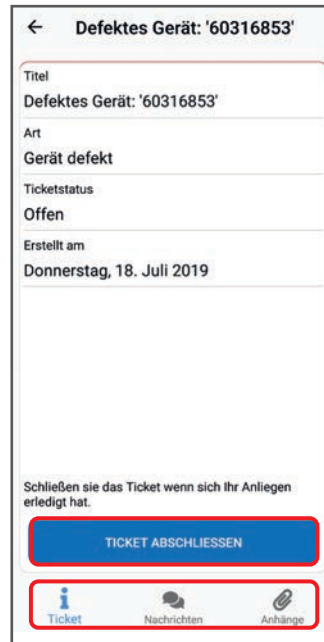 Defektes Gerät: '60316853'
Titel
Defektes Gerät: '60316853'
Art
Gerät defekt
Ticketstatus
Offen
Erstellt am
Donnerstag, 18. Juli 2019
Schließen sie das Ticket wenn sich Ihr Anliegen
erledigt hat.
TICKET ABSCHLIESSEN
Ticket Nachrichten Anhänge